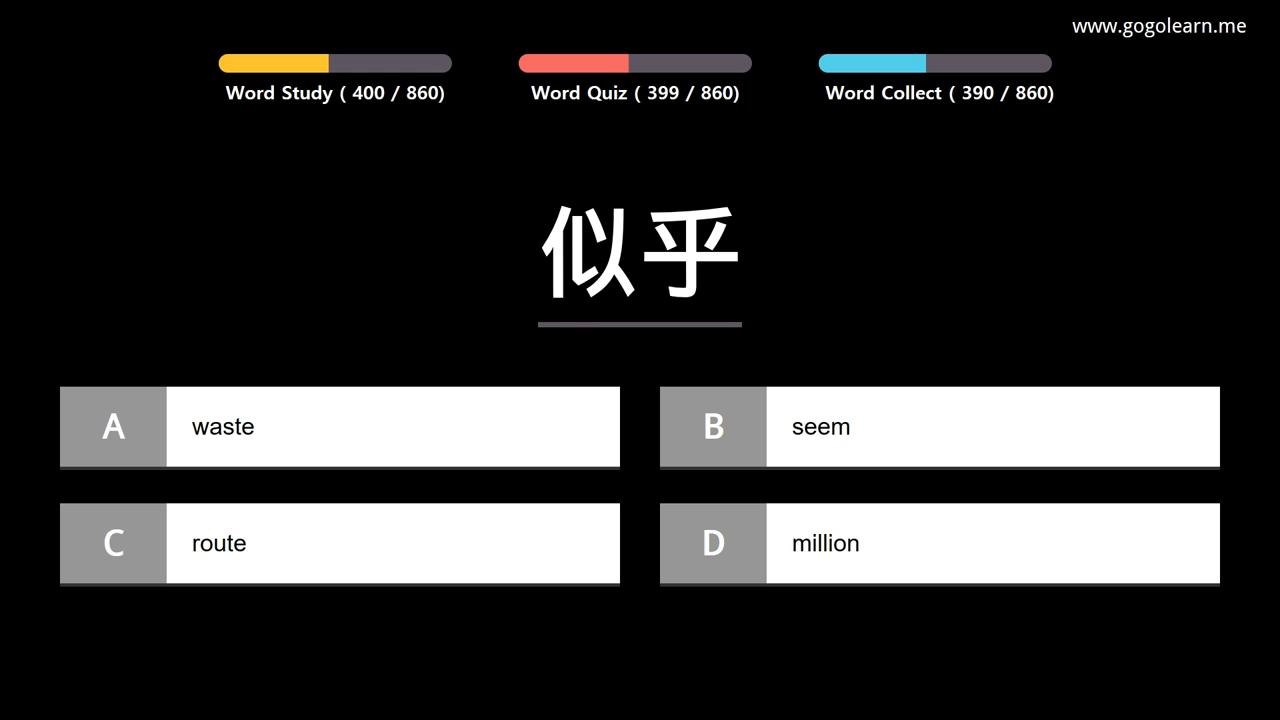 www.gogolearn.me
Word Study ( 400 / 860)
Word Quiz ( 399 / 860)
Word Collect ( 390 / 860)
似乎
A waste
B seem
C route
D million